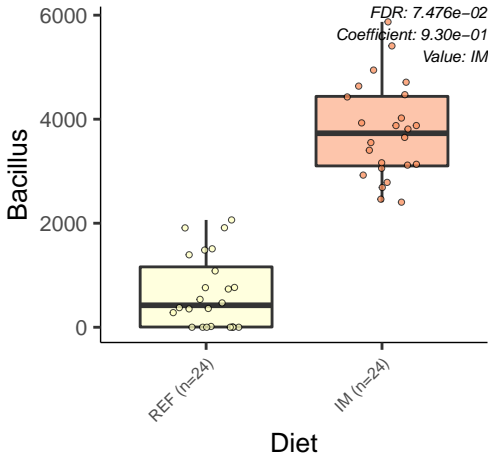 FDR: 7.476e−02
Coefficient: 9.30e−01
Value: IM
6000
4000
2000
0
Bacillus
REF (n=24)
IM (n=24)
Diet